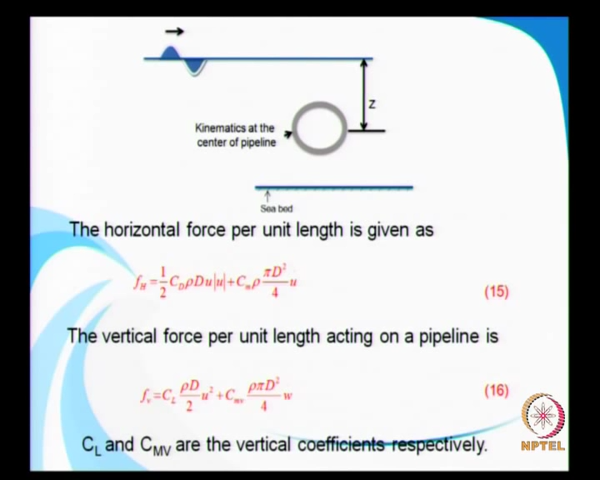 Z
Kinematics at the
center of pipeline
Sea bed
The horizontal force per unit length is given as
f_H = 1/2 C_D ρDu|u| + C_m ρ πD²/4 u
(15)
The vertical force per unit length acting on a pipeline is
f_v = C_L ρD/2 u² + C_mv ρπD²/4 w
(16)
C_L and C_MV are the vertical coefficients respectively.
NPTEL